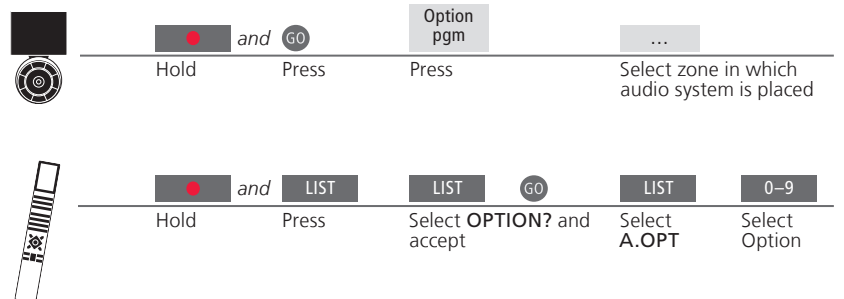 Option
pgm
and GO
...
Hold Press Press Select zone in which
audio system is placed
and LIST LIST GO LIST 0–9
Hold Press Select OPTION? and Select Select
accept A.OPT Option